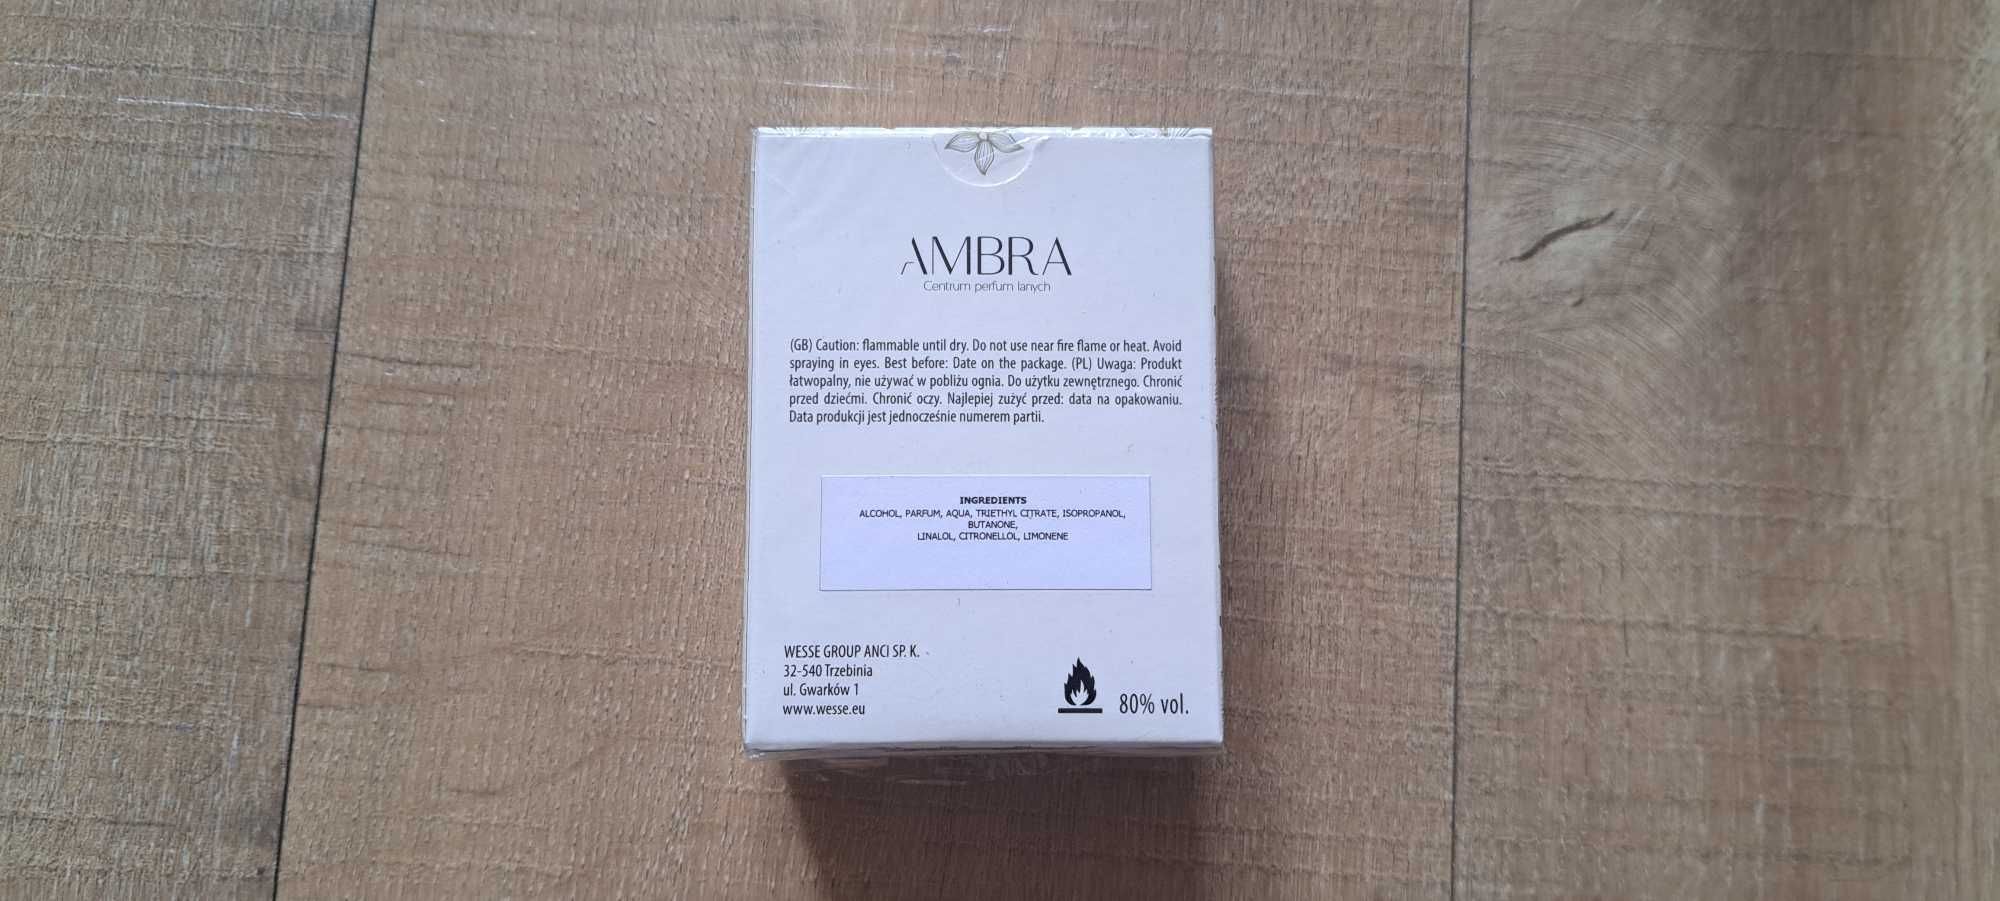 AMBRA
Centrum perfum lanych
(GB) Caution: flammable until dry. Do not use near fire flame or heat. Avoid
spraying in eyes. Best before: Date on the package. (PL) Uwaga: Produkt
łatwopalny, nie używać w pobliżu ognia. Do użytku zewnętrznego. Chronić
przed dziećmi. Chronić oczy. Najlepiej zużyć przed: data na opakowaniu.
Data produkcji jest jednocześnie numerem partii.
INGREDIENTS
ALCOHOL, PARFUM, AQUA, TRIETHYL CITRATE, ISOPROPANOL,
BUTANONE,
LINALOL, CITRONELLOL, LIMONENE
WESSE GROUP ANCI SP. K.
32-540 Trzebinia
ul. Gwarków 1
www.wesse.eu
80% vol.